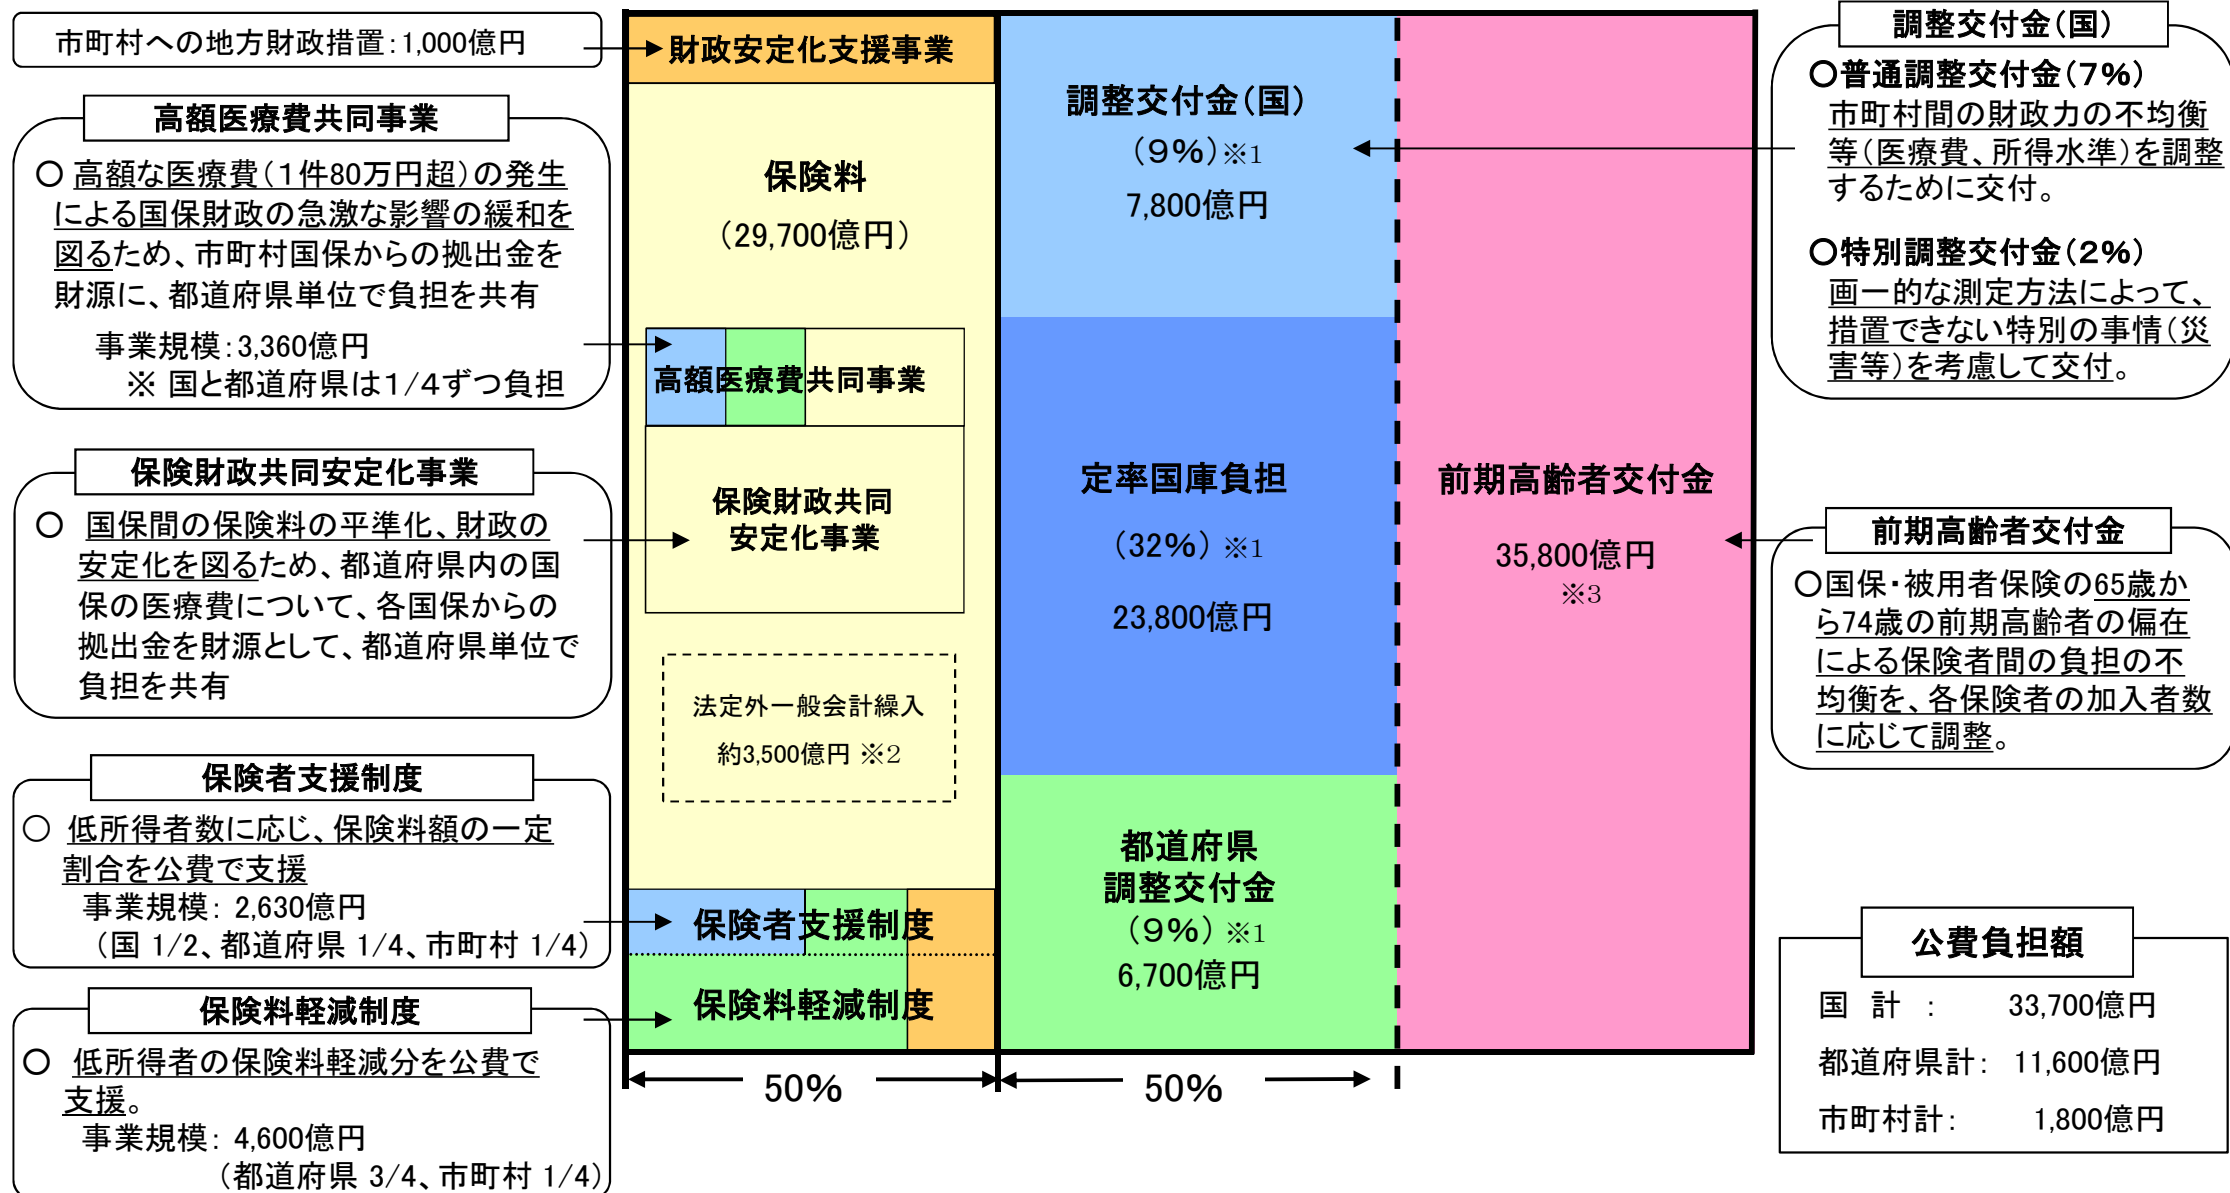 市町村への地方財政措置：1,000億円
高額医療費共同事業
○ 高額な医療費（1件80万円超）の発生
による国保財政の急激な影響の緩和を
図るため、市町村国保からの拠出金を
財源に、都道府県単位で負担を共有
事業規模：3,360億円
※ 国と都道府県は1/4ずつ負担
保険財政共同安定化事業
○ 国保間の保険料の平準化、財政の
安定化を図るため、都道府県内の国
保の医療費について、各国保からの
拠出金を財源として、都道府県単位で
負担を共有
保険者支援制度
○ 低所得者数に応じ、保険料額の一定
割合を公費で支援
事業規模： 2,630億円
（国 1/2、都道府県 1/4、市町村 1/4）
保険料軽減制度
○ 低所得者の保険料軽減分を公費で
支援。
事業規模： 4,600億円
（都道府県 3/4、市町村 1/4）
財政安定化支援事業
保険料
（29,700億円）
高額医療費共同事業
保険財政共同
安定化事業
法定外一般会計繰入
約3,500億円 ※2
保険者支援制度
保険料軽減制度
50%
調整交付金（国）
（9%）※1
7,800億円
定率国庫負担
（32%）※1
23,800億円
都道府県
調整交付金
（9%）※1
6,700億円
50%
前期高齢者交付金
35,800億円
※3
調整交付金（国）
○普通調整交付金（7%）
市町村間の財政力の不均衡
等（医療費、所得水準）を調整
するために交付。
○特別調整交付金（2%）
画一的な測定方法によって、
措置できない特別の事情（災
害等）を考慮して交付。
前期高齢者交付金
○国保・被用者保険の65歳か
ら74歳の前期高齢者の偏在
による保険者間の負担の不
均衡を、各保険者の加入者数
に応じて調整。
公費負担額
国 計 ： 33,700億円
都道府県計： 11,600億円
市町村計： 1,800億円